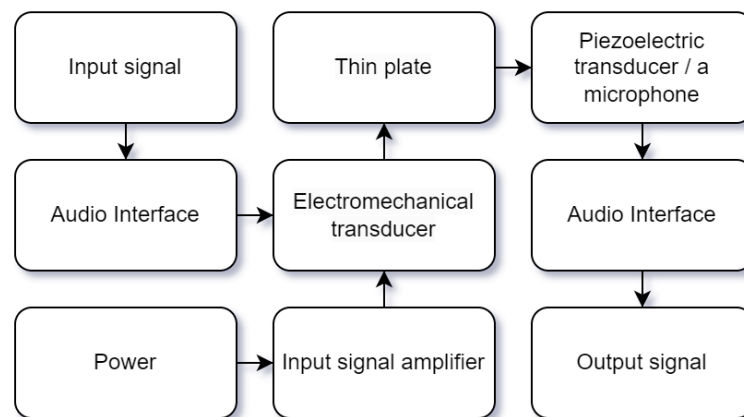 Input signal
Thin plate
Piezoelectric
transducer / a
microphone
Audio Interface
Electromechanical
transducer
Audio Interface
Power
Input signal amplifier
Output signal